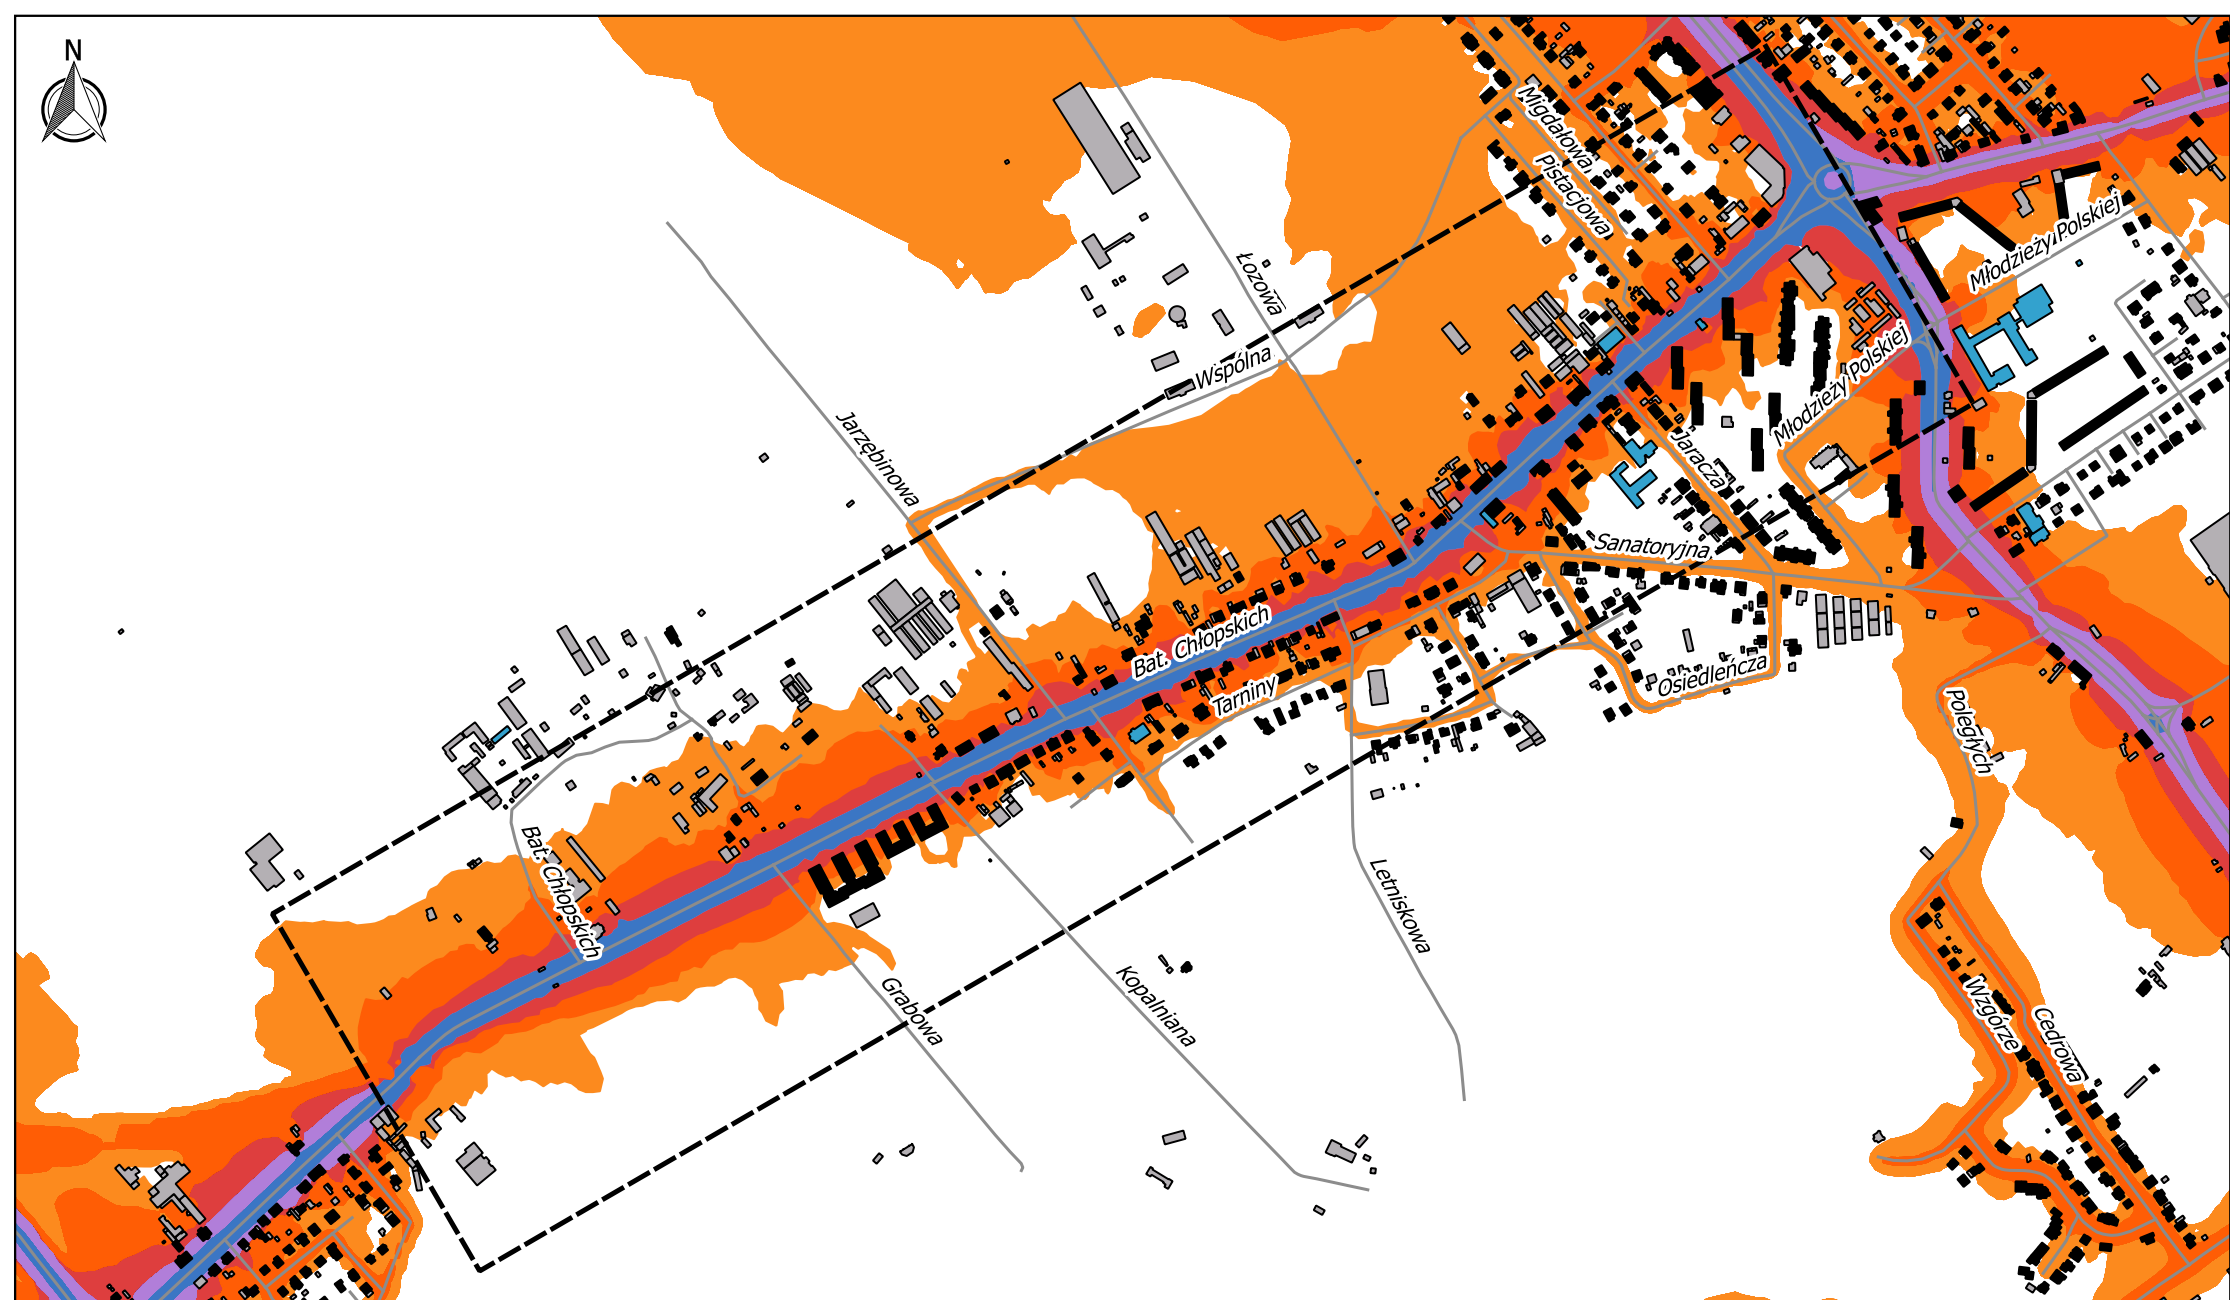 N
Migdałowa
Pistacjowa
Młodzieży Polskiej
Łozowa
Wspólna
Młodzieży Polskiej
Jarzębinowa
Jaracza
Sanatoryjna
Bat. Chłopskich
Osiedleńcza
Tarniny
Poległych
Bat. Chłopskich
Letniskowa
Kopalniana
Grabowa
Wzgórze
Cedrowa